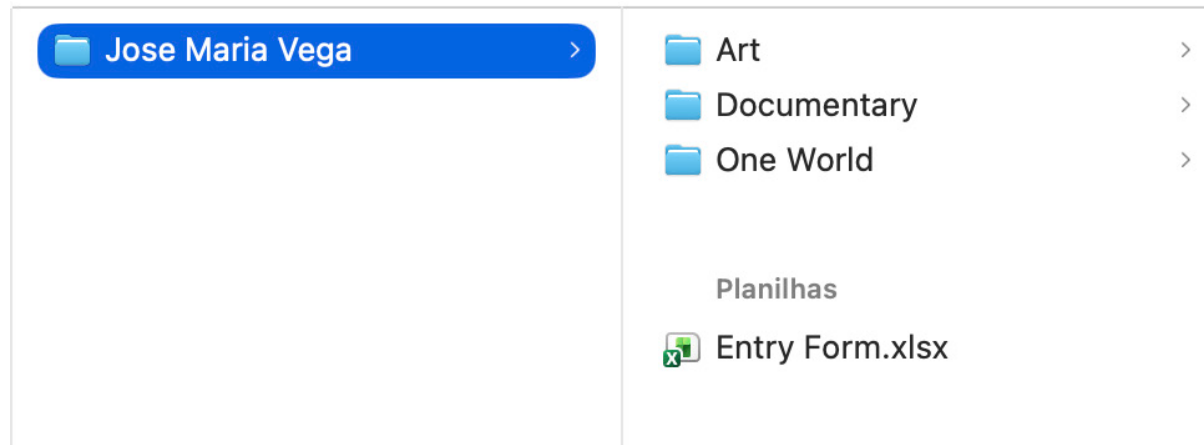 Jose Maria Vega
Art
Documentary
One World
Planilhas
Entry Form.xlsx